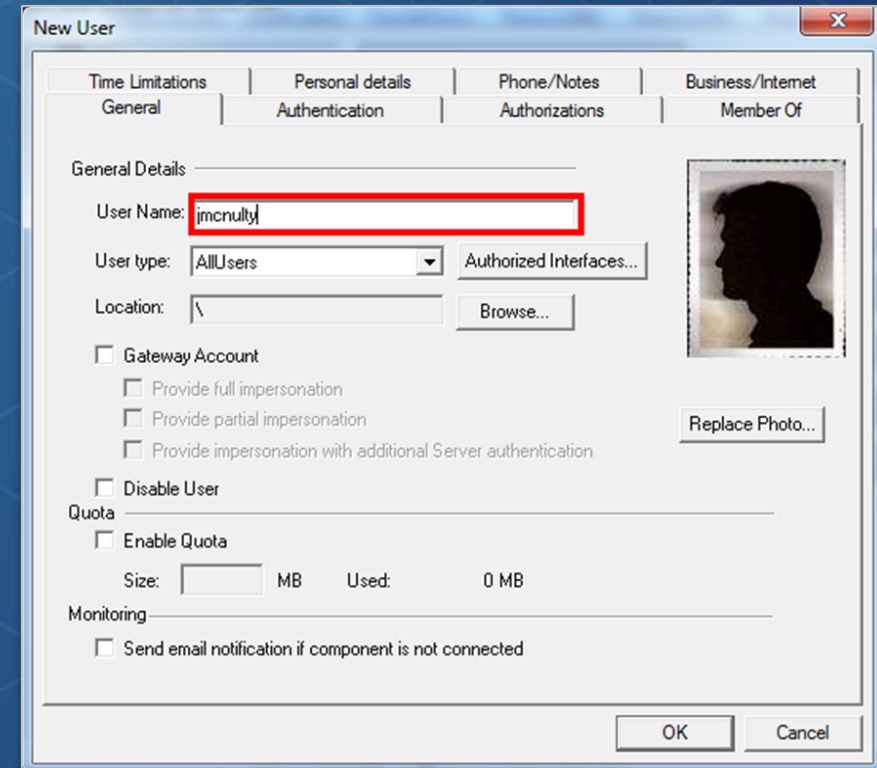 New User
Time Limitations Personal details Phone/Notes Business/Internet
General Authentication Authorizations Member Of
General Details
User Name: jmcnulty
User type: AllUsers Authorized Interfaces...
Location: \ Browse...
Gateway Account
Provide full impersonation
Provide partial impersonation
Replace Photo...
Provide impersonation with additional Server authentication
Disable User
Quota
Enable Quota
Size: MB Used: 0 MB
Monitoring
Send email notification if component is not connected
OK Cancel